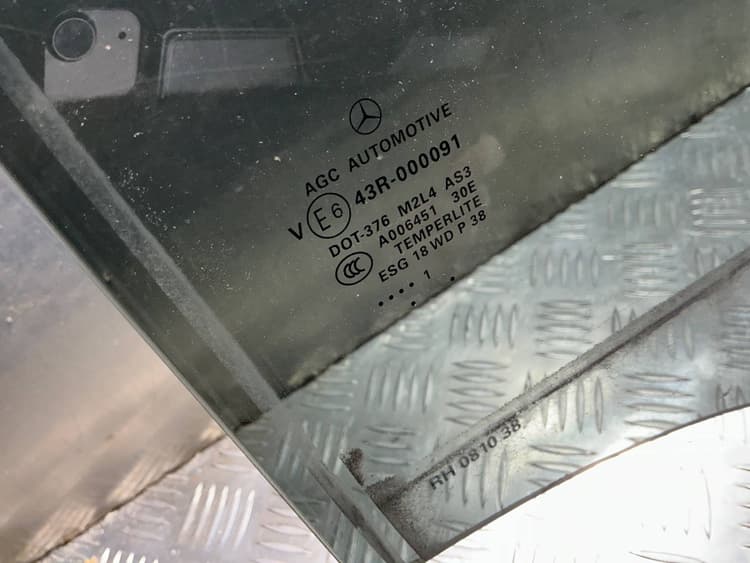 AGC AUTOMOTIVE
V E6 43R-000091
DOT-376 M2L4 AS3
A006451 30E
CCC TEMPERLITE
ESG 18 WD P 38
.... 1 .
RH 0810 38